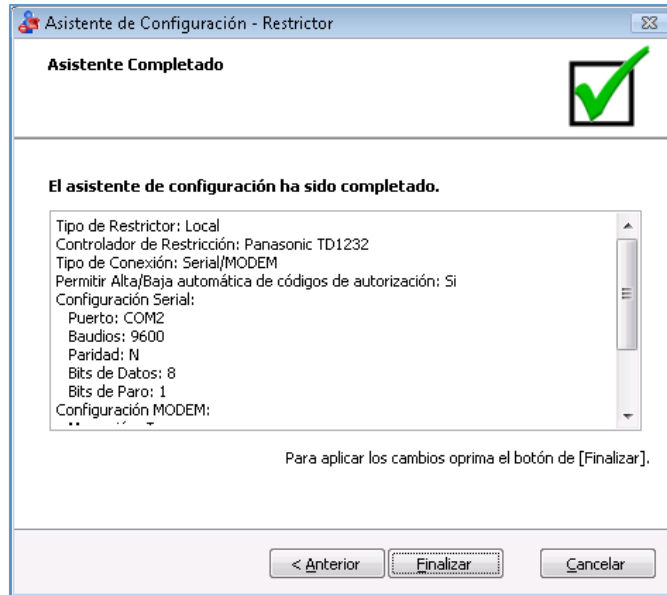 Asistente de Configuración - Restrictor
Asistente Completado
El asistente de configuración ha sido completado.
Tipo de Restrictor: Local
Controlador de Restricción: Panasonic TD1232
Tipo de Conexión: Serial/MODEM
Permitir Alta/Baja automática de códigos de autorización: Si
Configuración Serial:
Puerto: COM2
Baudios: 9600
Paridad: N
Bits de Datos: 8
Bits de Paro: 1
Configuración MODEM:
Para aplicar los cambios oprima el botón de [Finalizar].
< Anterior
Finalizar
Cancelar